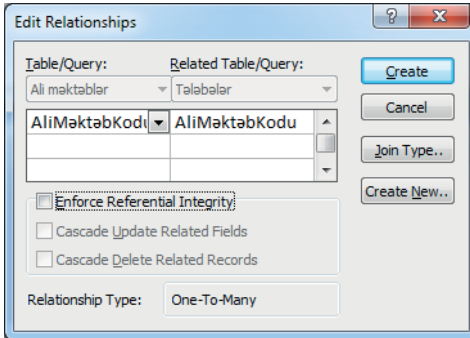 Edit Relationships
Table/Query: Related Table/Query:
Ali məktəblər Tələbələr
AliMəktəbKodu AliMəktəbKodu
Enforce Referential Integrity
Cascade Update Related Fields
Cascade Delete Related Records
Relationship Type: One-To-Many
Create
Cancel
Join Type..
Create New..